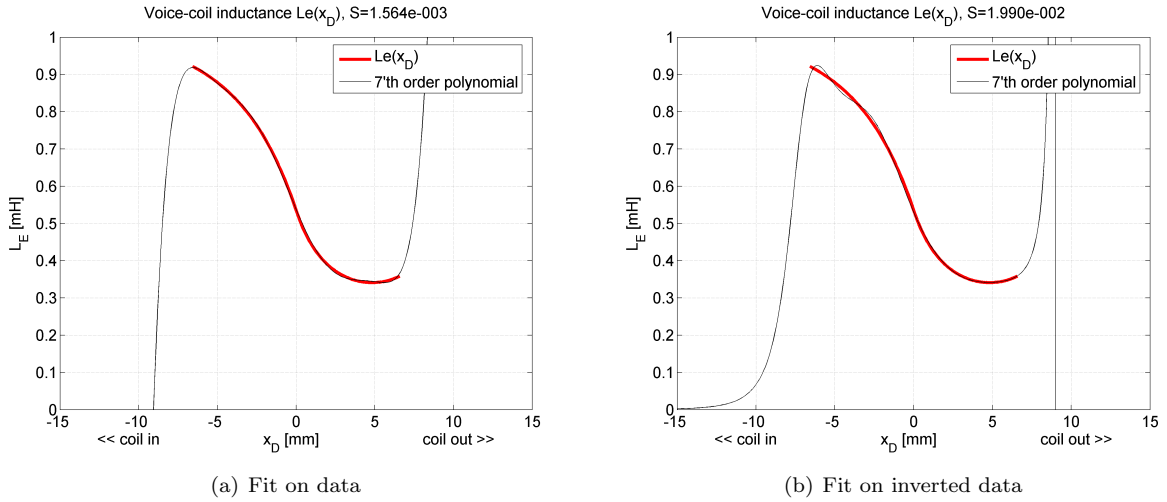 Voice-coil inductance Le(x_D), S=1.564e-003
1
0.9
0.8
0.7
0.6
0.5
0.4
0.3
0.2
0.1
0
L_E [mH]
Le(x_D)
7'th order polynomial
-15 -10 -5 0 5 10 15
<< coil in x_D [mm] coil out >>
(a) Fit on data
Voice-coil inductance Le(x_D), S=1.990e-002
1
0.9
0.8
0.7
0.6
0.5
0.4
0.3
0.2
0.1
0
L_E [mH]
Le(x_D)
7'th order polynomial
-15 -10 -5 0 5 10 15
<< coil in x_D [mm] coil out >>
(b) Fit on inverted data